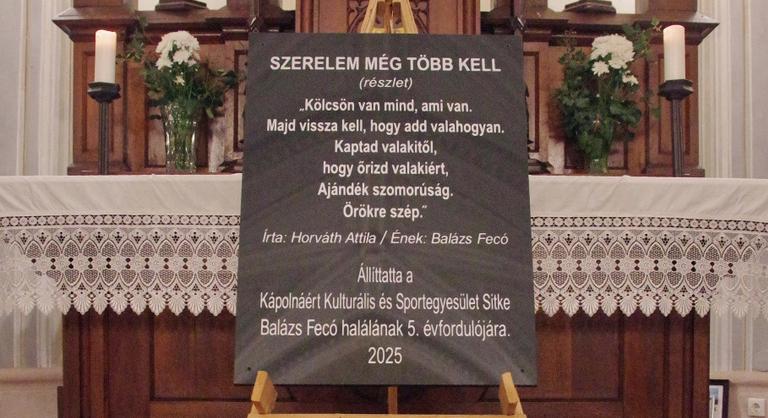 SZERELEM MÉG TÖBB KELL
(részlet)
„Kölcsön van mind, ami van.
Majd vissza kell, hogy add valahogyan.
Kaptad valakitől,
hogy őrizd valakiért,
Ajándék szomorúság.
Örökre szép.˝
Írta: Horváth Attila / Ének: Balázs Fecó
Állíttatta a
Kápolnáért Kulturális és Sportegyesület Sitke
Balázs Fecó halálának 5. évfordulójára.
2025